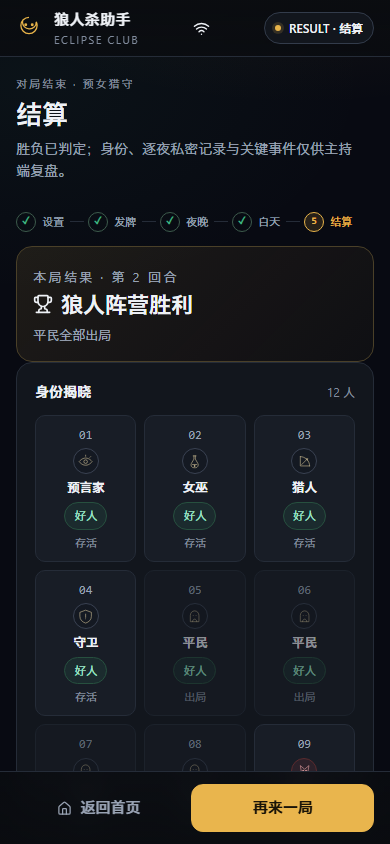 狼人杀助手
ECLIPSE CLUB
RESULT · 结算
对局结束 · 预女猎守
结算
胜负已判定；身份、逐夜私密记录与关键事件仅供主持
端复盘。
设置
发牌
夜晚
白天
5 结算
本局结果 · 第 2 回合
狼人阵营胜利
平民全部出局
身份揭晓 12 人
01 02 03
预言家 女巫 猎人
好人 好人 好人
存活 存活 存活
04 05 06
守卫 平民 平民
好人 好人 好人
存活 出局 出局
07 08 09
返回首页 再来一局